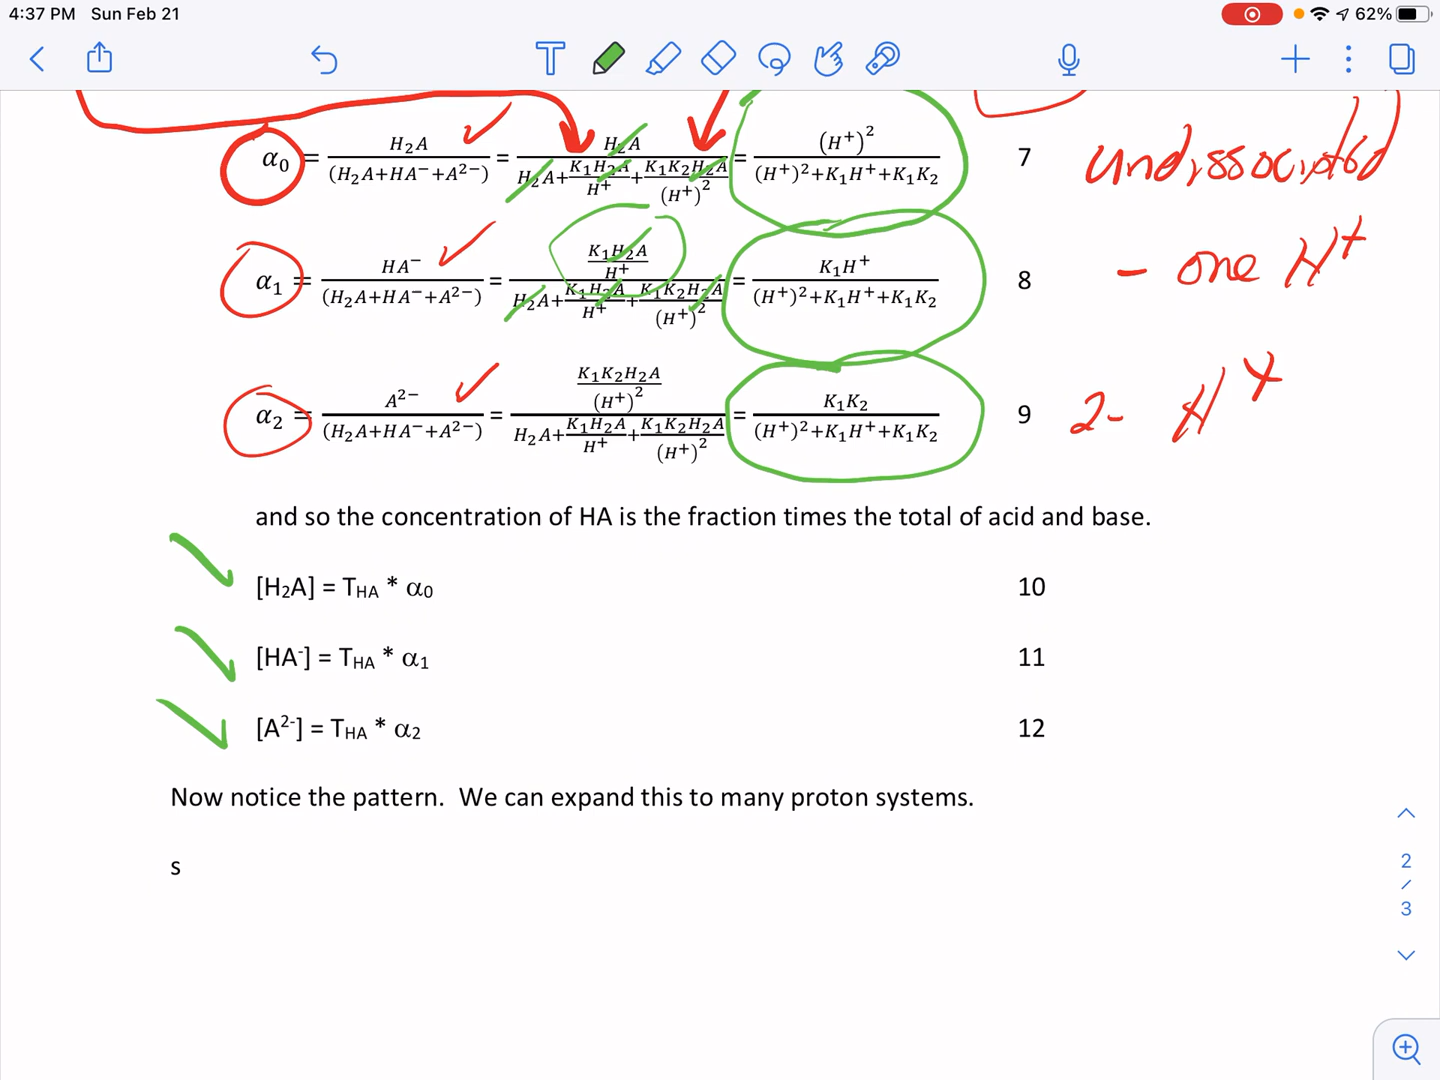 4:37 PM Sun Feb 21 62%
α₀ = H₂A / (H₂A+HA⁻+A²⁻) = H₂A / (H₂A + K₁H₂A/H⁺ + K₁K₂H₂A/(H⁺)²) = (H⁺)² / ((H⁺)²+K₁H⁺+K₁K₂) 7 undissociated
α₁ = HA⁻ / (H₂A+HA⁻+A²⁻) = (K₁H₂A/H⁺) / (H₂A + K₁H₂A/H⁺ + K₁K₂H₂A/(H⁺)²) = K₁H⁺ / ((H⁺)²+K₁H⁺+K₁K₂) 8 - one H⁺
α₂ = A²⁻ / (H₂A+HA⁻+A²⁻) = (K₁K₂H₂A/(H⁺)²) / (H₂A + K₁H₂A/H⁺ + K₁K₂H₂A/(H⁺)²) = K₁K₂ / ((H⁺)²+K₁H⁺+K₁K₂) 9 2- H⁺
and so the concentration of HA is the fraction times the total of acid and base.
[H₂A] = T_HA * α₀ 10
[HA⁻] = T_HA * α₁ 11
[A²⁻] = T_HA * α₂ 12
Now notice the pattern. We can expand this to many proton systems.
s
2
/
3